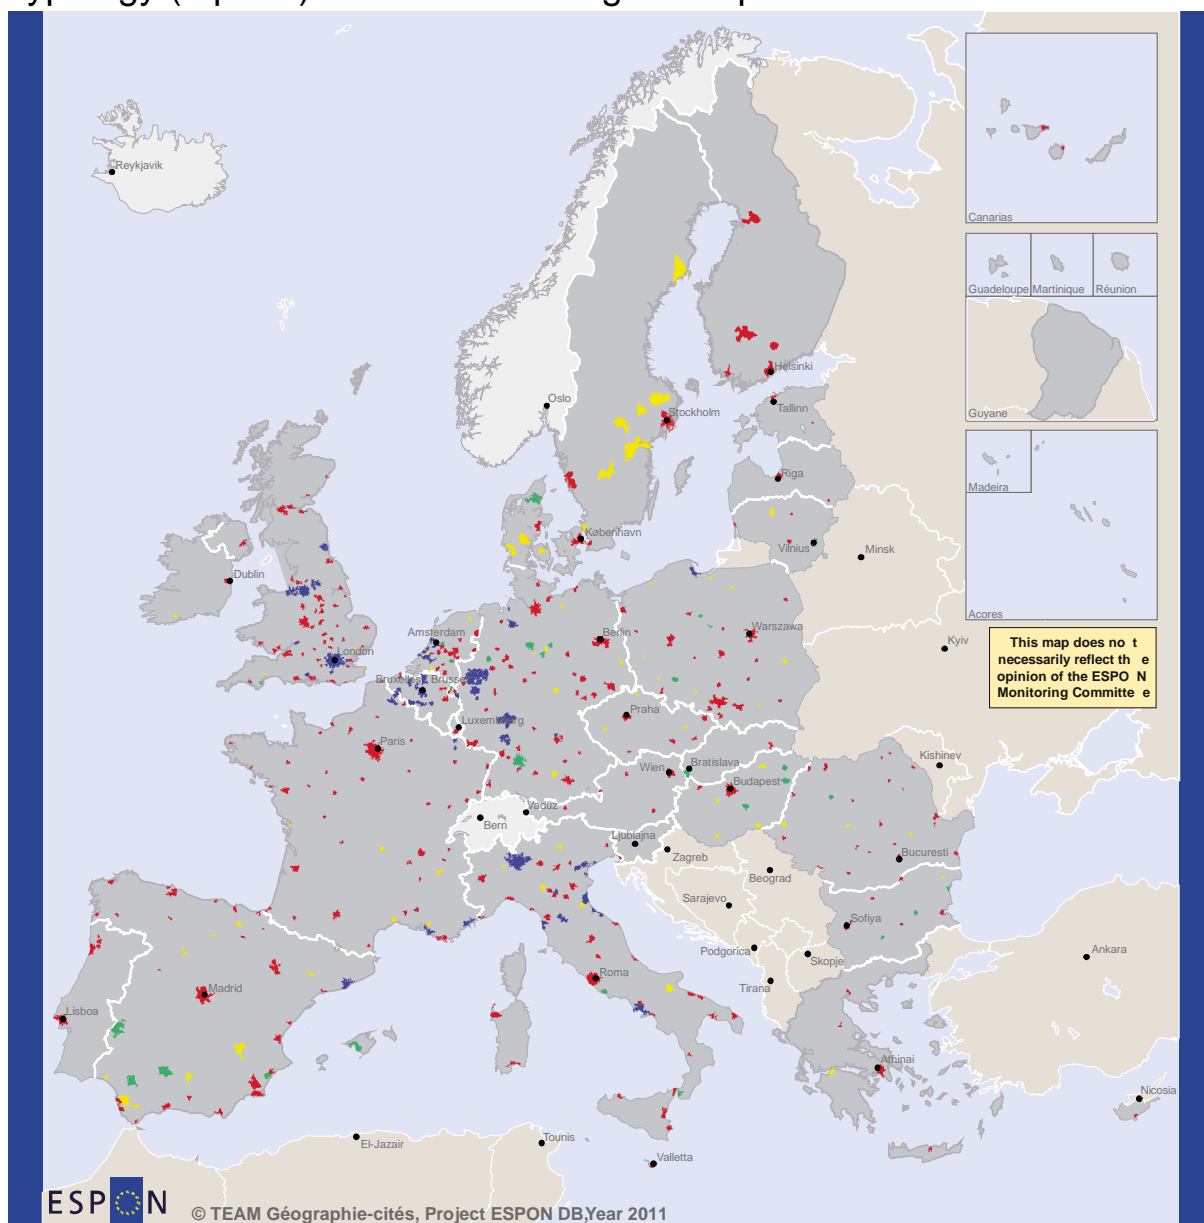 Reykjavik
Canarias
Guadeloupe
Martinique
Réunion
Guyane
Madeira
Acores
This map does no t
necessarily reflect th e
opinion of the ESPO N
Monitoring Committe e
Oslo
Helsinki
Tallinn
Stockholm
Riga
København
Vilnius
Minsk
Dublin
Amsterdam
Berlin
Warszawa
Kyiv
London
Bruxelles
Brusse
Luxembourg
Praha
Paris
Kishinev
Wien
Bratislava
Budapest
Vaduz
Bern
Ljubljana
Zagreb
Bucuresti
Beograd
Sarajevo
Sofiya
Podgorica
Skopje
Ankara
Roma
Tirana
Madrid
Lisboa
Athinai
Nicosia
El-Jazair
Tounis
Valletta
ESPON
© TEAM Géographie-cités, Project ESPON DB,Year 2011